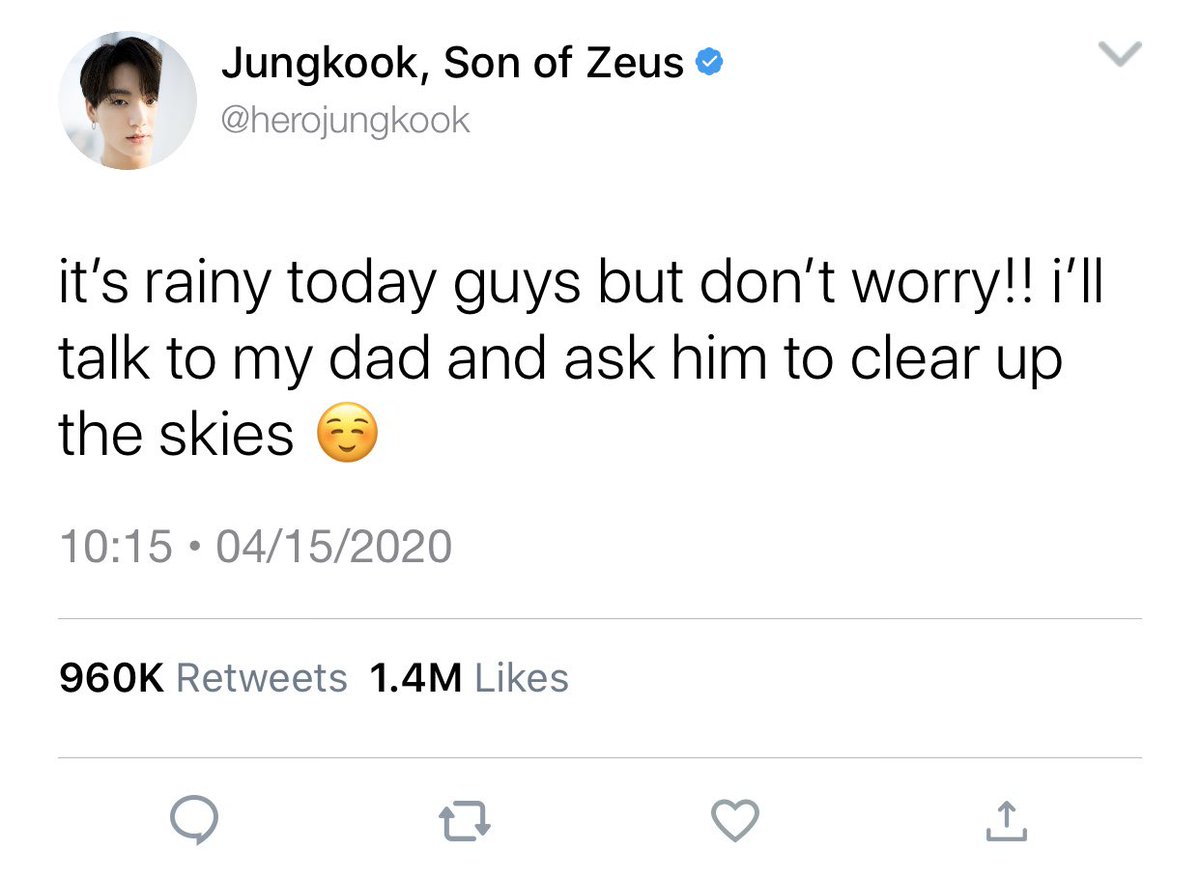 Jungkook, Son of Zeus
@herojungkook
it’s rainy today guys but don’t worry!! i’ll
talk to my dad and ask him to clear up
the skies ☺️
10:15 • 04/15/2020
960K Retweets 1.4M Likes